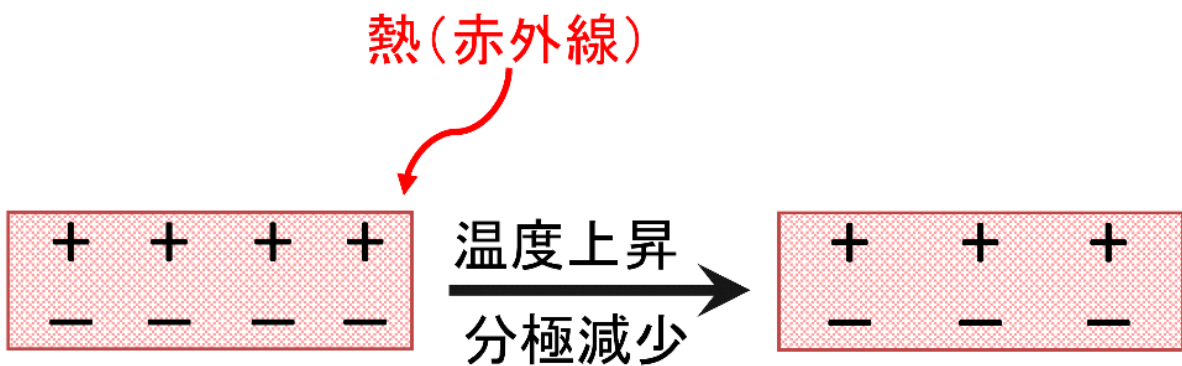 熱(赤外線)
+ + + +
- - - -
温度上昇
分極減少
+ + +
- - -